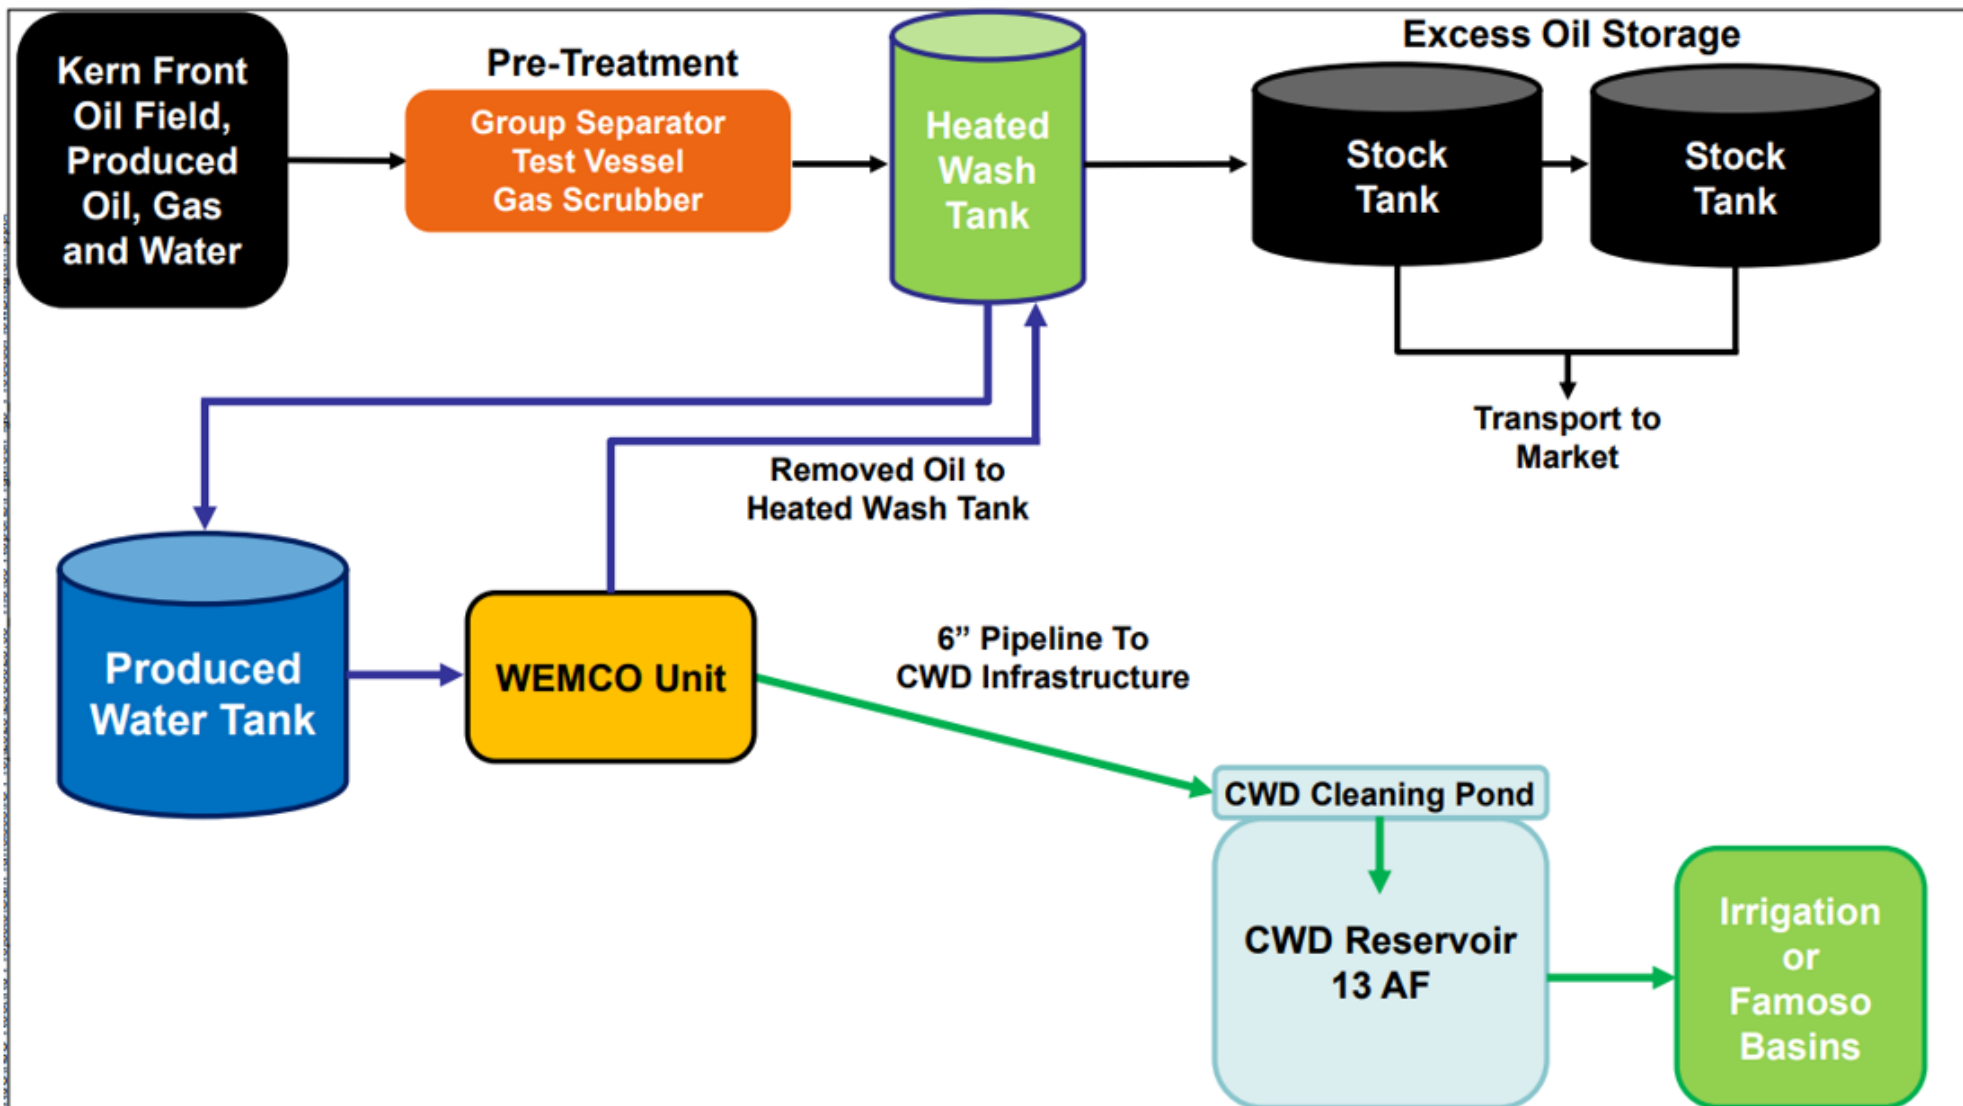 Kern Front
Oil Field,
Produced
Oil, Gas
and Water
Pre-Treatment
Group Separator
Test Vessel
Gas Scrubber
Heated
Wash
Tank
Excess Oil Storage
Stock
Tank
Stock
Tank
Transport to
Market
Removed Oil to
Heated Wash Tank
Produced
Water Tank
WEMCO Unit
6” Pipeline To
CWD Infrastructure
CWD Cleaning Pond
CWD Reservoir
13 AF
Irrigation
or
Famoso
Basins